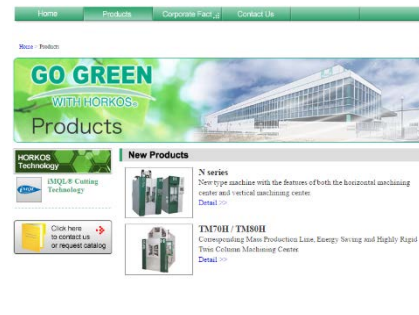 Home Products Corporate Fact Contact Us
Home > Products
GO GREEN
WITH HORKOS
Products
HORKOS
Technology
iMQL® Cutting
Technology
Click here
to contact us
or request catalog
New Products
N series
New type machine with the features of both the horizontal machining
center and vertical machining center.
Detail >>
TM70H / TM80H
Corresponding Mass Production Line, Energy Saving and Highly Rigid
Twin Column Machining Center
Detail >>